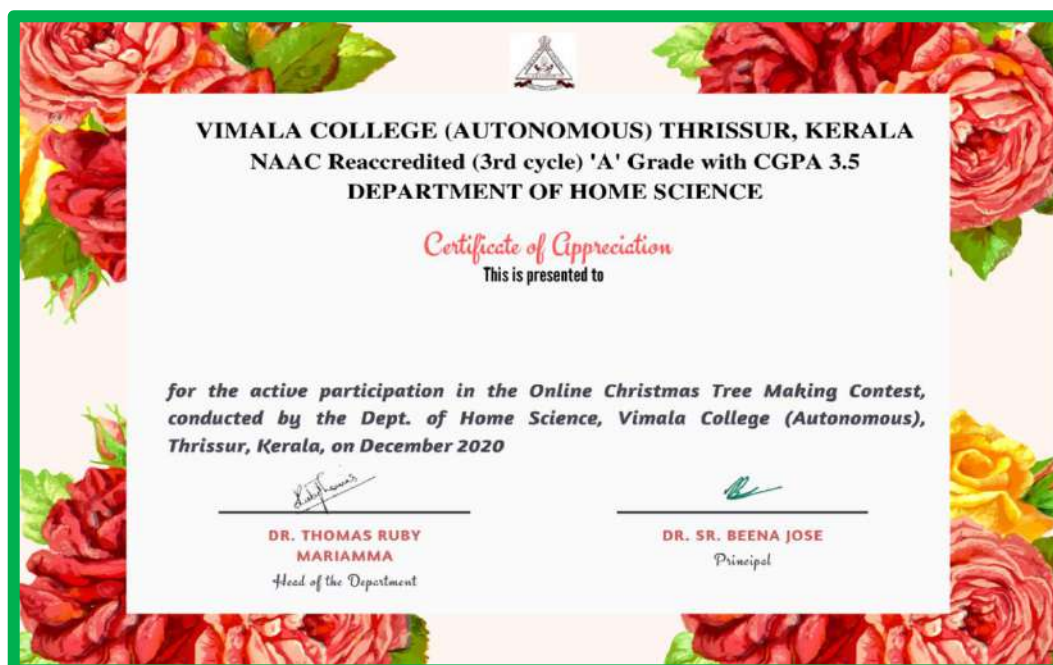 VIMALA COLLEGE (AUTONOMOUS) THRISSUR, KERALA
NAAC Reaccredited (3rd cycle) 'A' Grade with CGPA 3.5
DEPARTMENT OF HOME SCIENCE
Certificate of Appreciation
This is presented to
for the active participation in the Online Christmas Tree Making Contest,
conducted by the Dept. of Home Science, Vimala College (Autonomous),
Thrissur, Kerala, on December 2020
DR. THOMAS RUBY
MARIAMMA
Head of the Department
DR. SR. BEENA JOSE
Principal